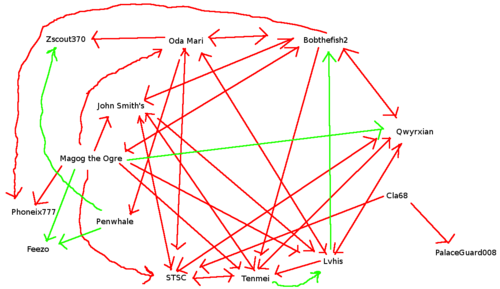 Zscout370
Oda Mari
Bobthefish2
John Smith's
Qwyrxian
Magog the Ogre
Cla68
Phoneix777
Penwhale
Feezo
PalaceGuard008
Lvhis
STSC
Tenmei